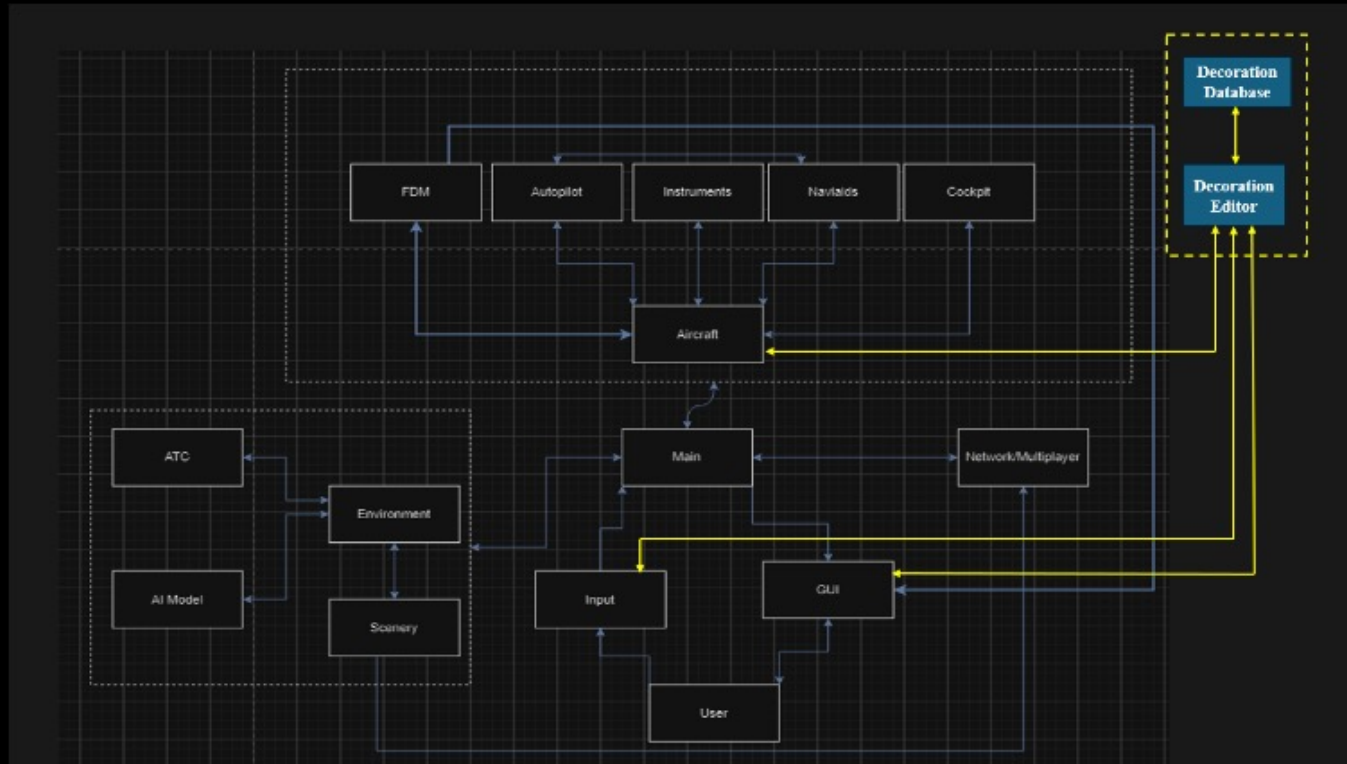 Decoration
Database
FDM
Autopilot
Instruments
Naviaids
Cockpit
Decoration
Editor
Aircraft
ATC
Main
Network/Multiplayer
Environment
AI Model
Input
GUI
Scenery
User